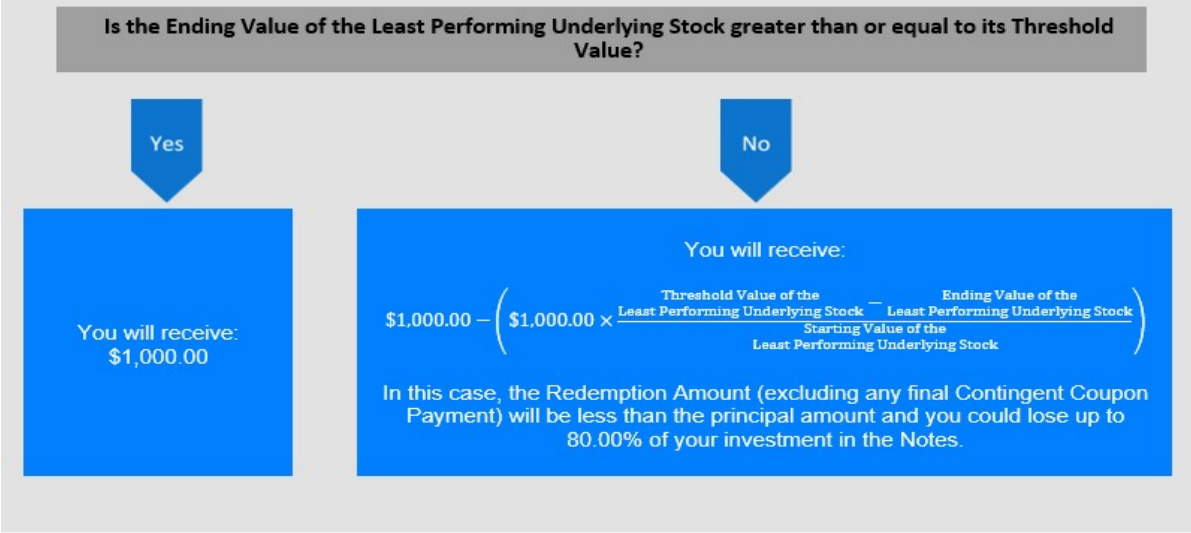 Is the Ending Value of the Least Performing Underlying Stock greater than or equal to its Threshold
Value?
Yes
No
You will receive:
$1,000.00
You will receive:
$1,000.00 − ( $1,000.00 × (Threshold Value of the Least Performing Underlying Stock − Ending Value of the Least Performing Underlying Stock) / Starting Value of the Least Performing Underlying Stock )
In this case, the Redemption Amount (excluding any final Contingent Coupon
Payment) will be less than the principal amount and you could lose up to
80.00% of your investment in the Notes.